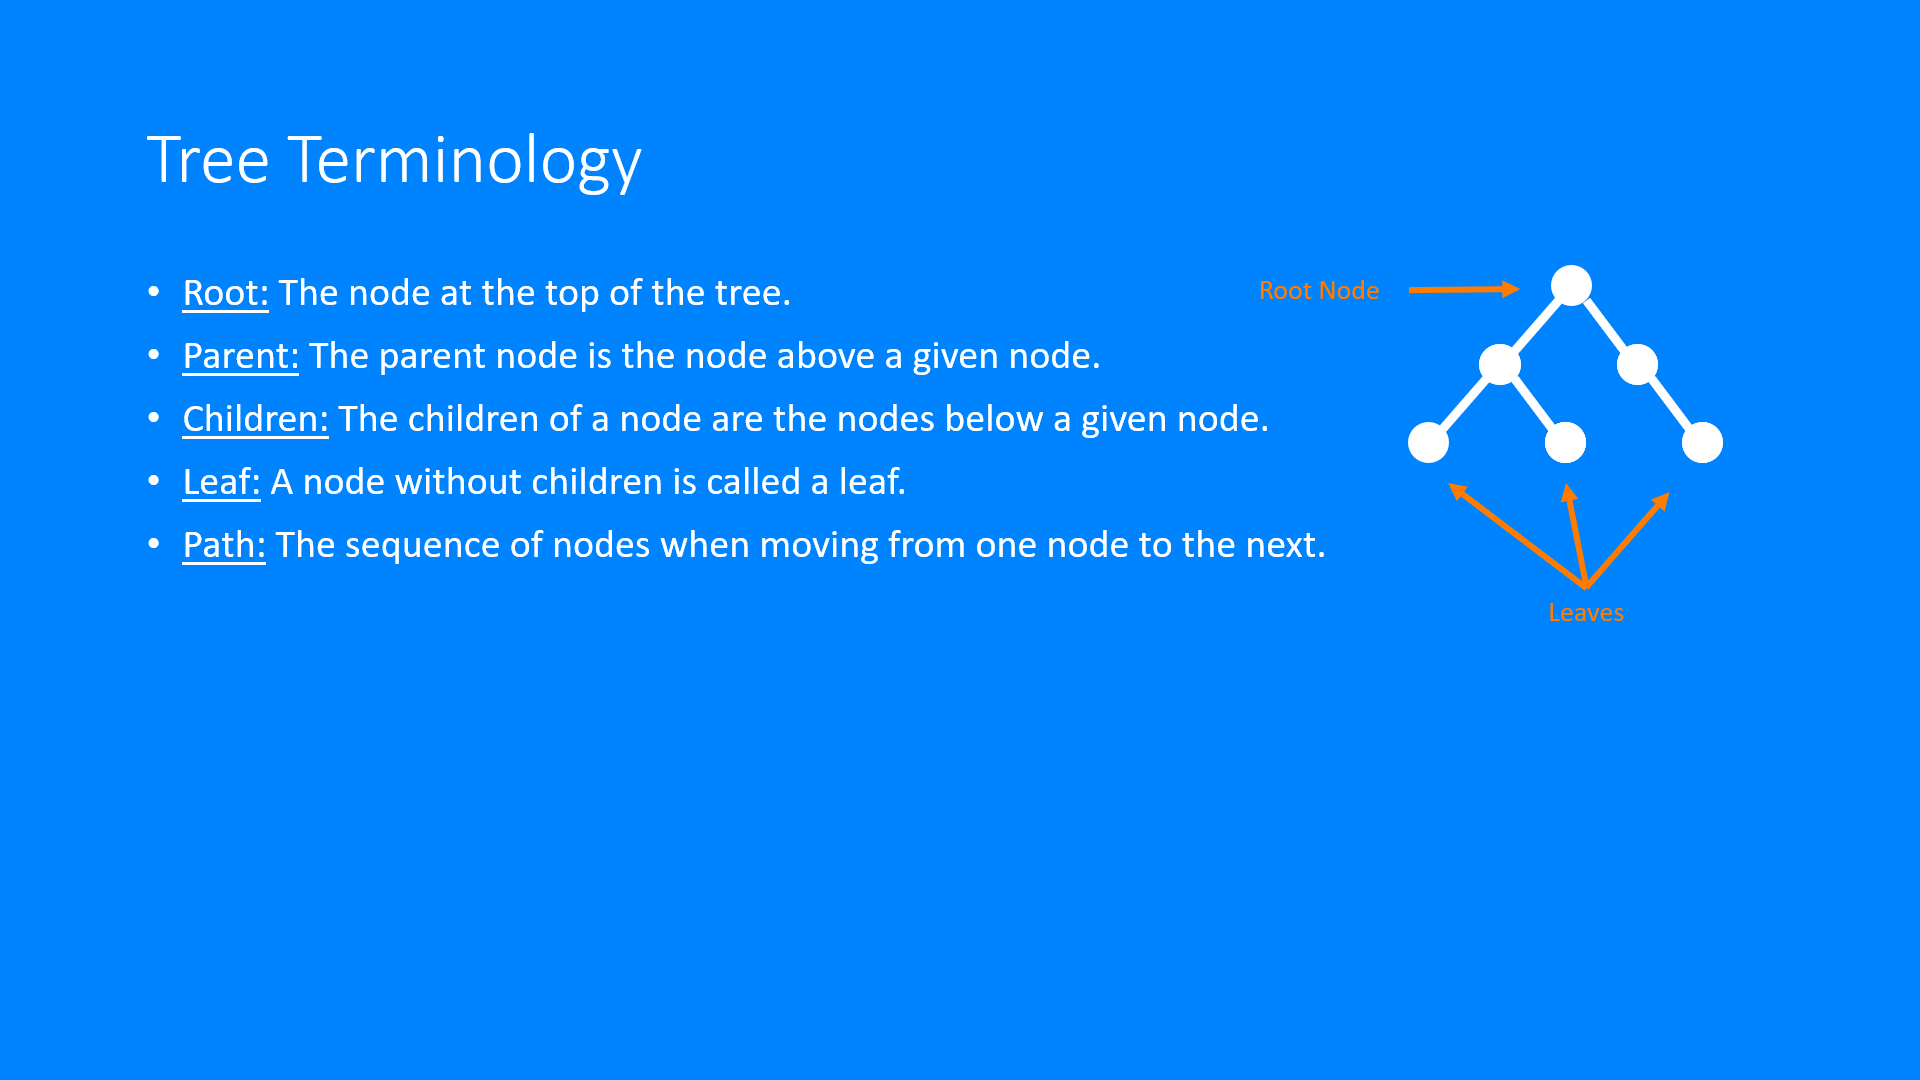 Tree Terminology
• Root: The node at the top of the tree.
• Parent: The parent node is the node above a given node.
• Children: The children of a node are the nodes below a given node.
• Leaf: A node without children is called a leaf.
• Path: The sequence of nodes when moving from one node to the next.
Root Node
Leaves